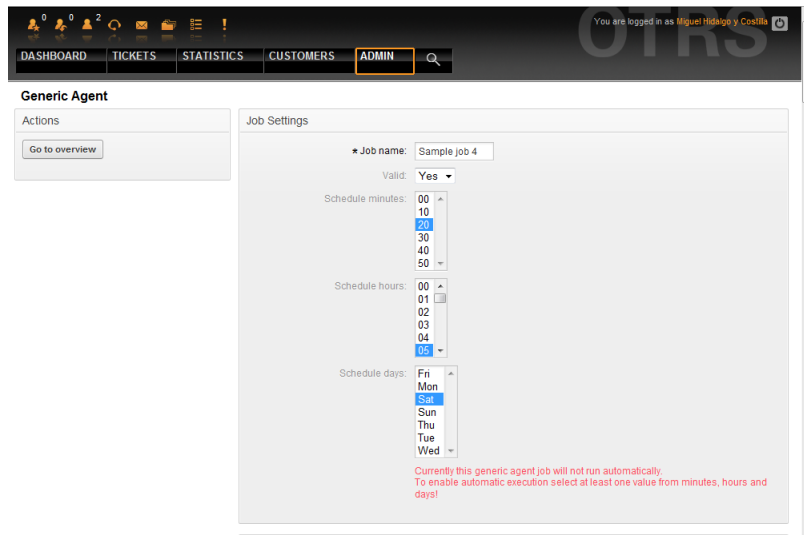 0 0 2
You are logged in as Miguel Hidalgo y Costilla
OTRS
DASHBOARD TICKETS STATISTICS CUSTOMERS ADMIN
Generic Agent
Actions
Go to overview
Job Settings
★ Job name: Sample job 4
Valid: Yes
Schedule minutes: 00
10
20
30
40
50
Schedule hours: 00
01
02
03
04
05
Schedule days: Fri
Mon
Sat
Sun
Thu
Tue
Wed
Currently this generic agent job will not run automatically.
To enable automatic execution select at least one value from minutes, hours and
days!